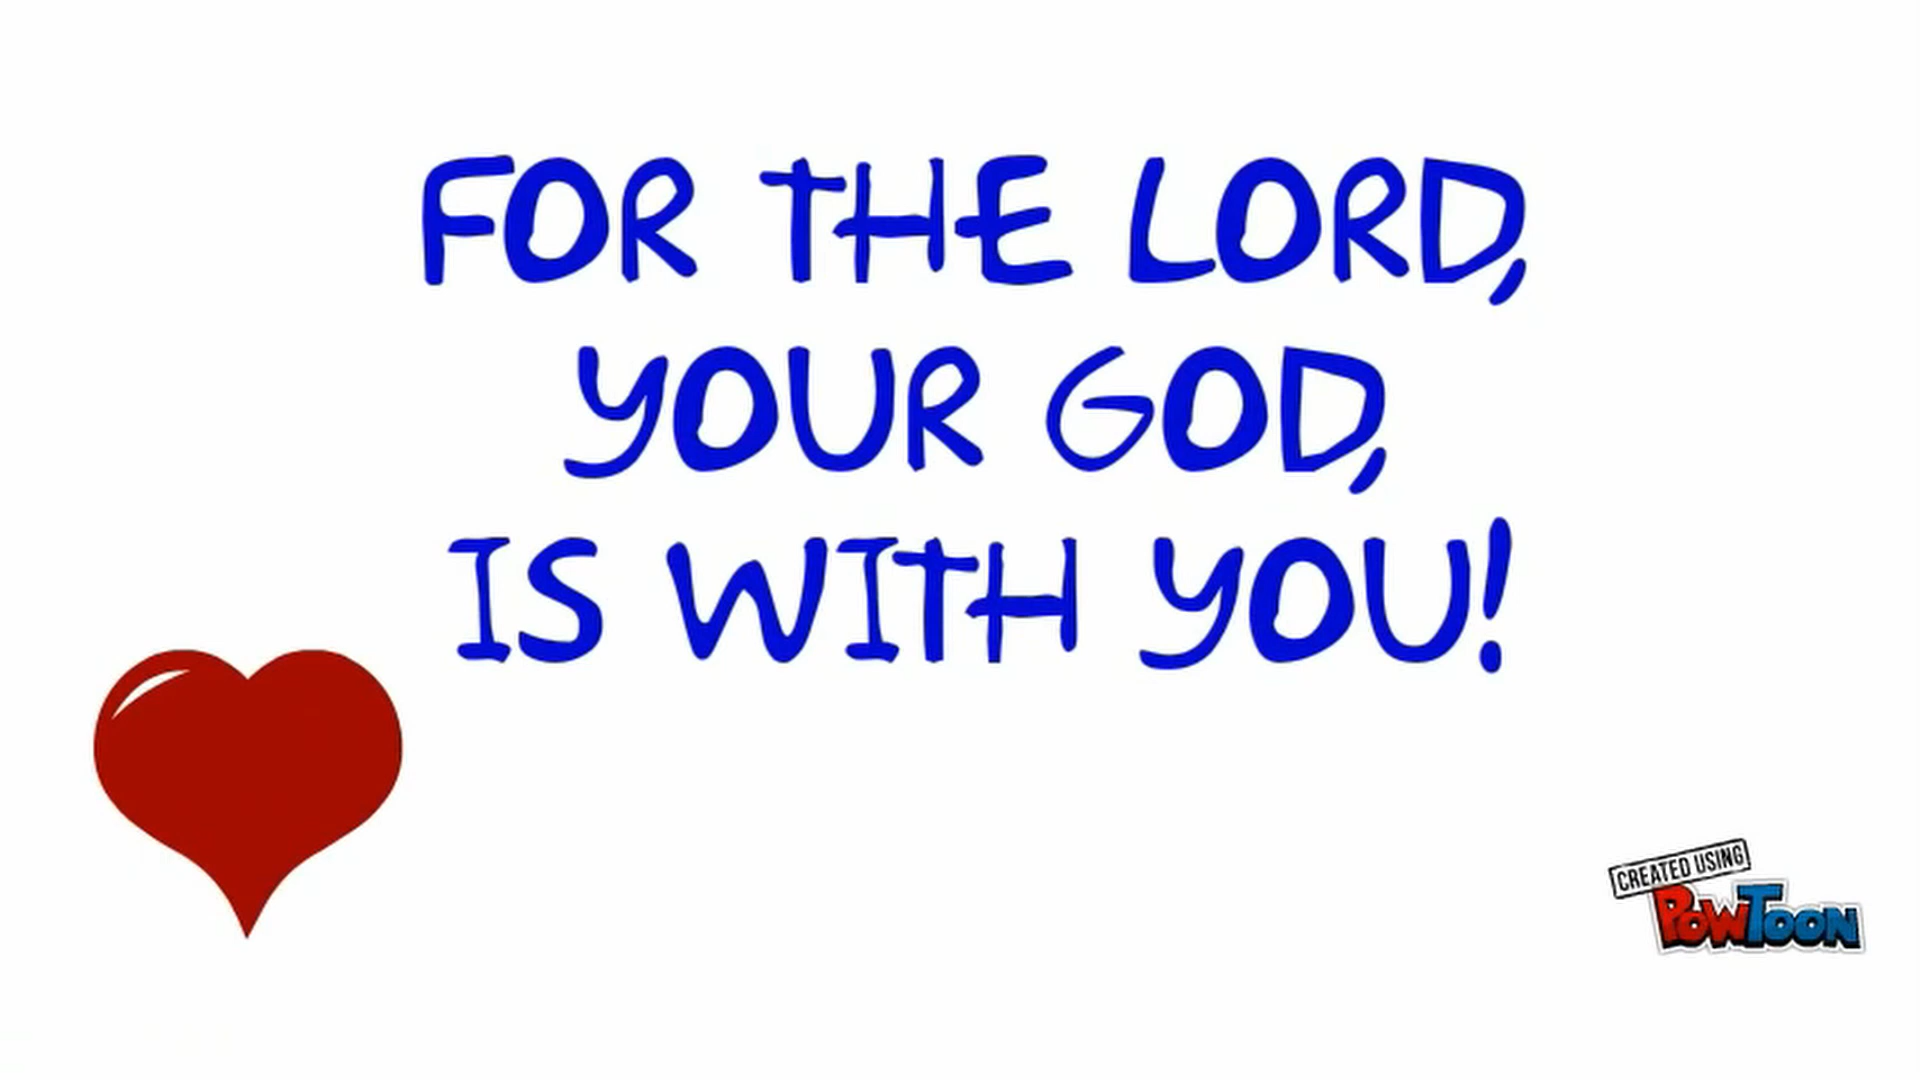 FOR THE LORD,
YOUR GOD,
IS WITH YOU!
CREATED USING
POWTOON